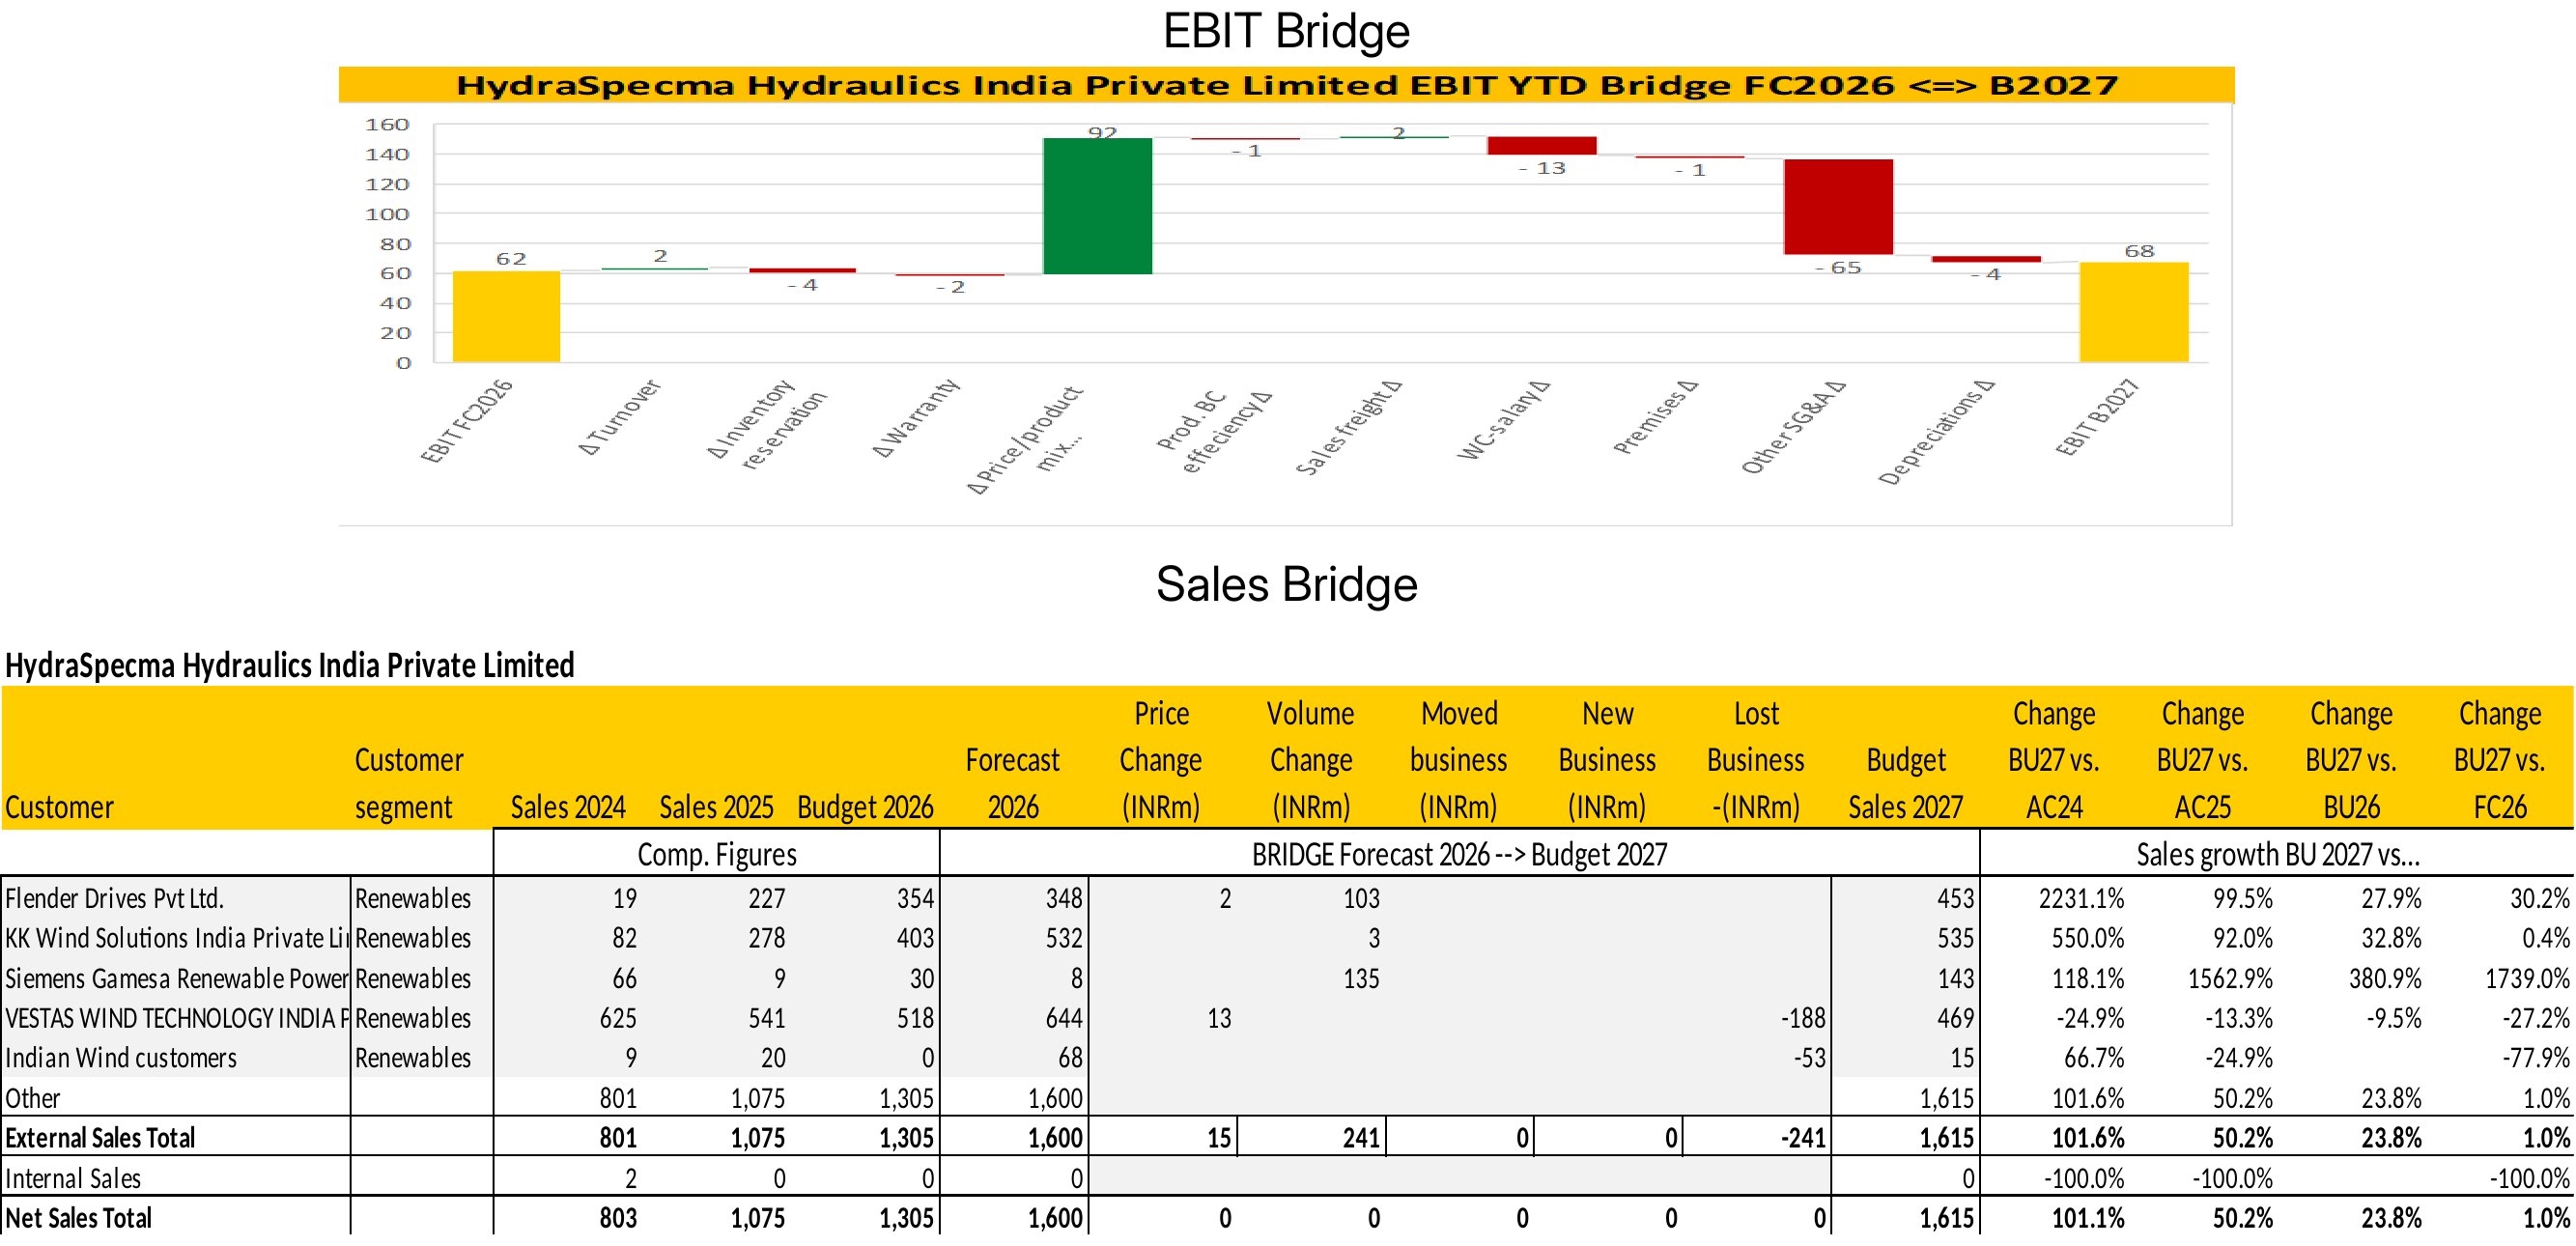 EBIT Bridge
HydraSpecma Hydraulics India Private Limited EBIT YTD Bridge FC2026 <=> B2027
160
140
120
100
80
60
40
20
0
62
2
- 4
- 2
92
- 1
2
- 13
- 1
- 65
- 4
68
EBIT FC2026
Δ Turnover
Δ Inventory
reservation
Δ Warranty
Δ Price/product
mix...
Prod. BC
effeciency Δ
Sales freight Δ
WC-salary Δ
Premises Δ
Other SG&A Δ
Depreciations Δ
EBIT B2027
Sales Bridge
HydraSpecma Hydraulics India Private Limited
Price Volume Moved New Lost Change Change Change Change
Customer Forecast Change Change business Business Business Budget BU27 vs. BU27 vs. BU27 vs. BU27 vs.
Customer segment Sales 2024 Sales 2025 Budget 2026 2026 (INRm) (INRm) (INRm) (INRm) -(INRm) Sales 2027 AC24 AC25 BU26 FC26
Comp. Figures BRIDGE Forecast 2026 --> Budget 2027 Sales growth BU 2027 vs...
Flender Drives Pvt Ltd. Renewables 19 227 354 348 2 103 453 2231.1% 99.5% 27.9% 30.2%
KK Wind Solutions India Private Li Renewables 82 278 403 532 3 535 550.0% 92.0% 32.8% 0.4%
Siemens Gamesa Renewable Power Renewables 66 9 30 8 135 143 118.1% 1562.9% 380.9% 1739.0%
VESTAS WIND TECHNOLOGY INDIA P Renewables 625 541 518 644 13 -188 469 -24.9% -13.3% -9.5% -27.2%
Indian Wind customers Renewables 9 20 0 68 -53 15 66.7% -24.9% -77.9%
Other 801 1,075 1,305 1,600 1,615 101.6% 50.2% 23.8% 1.0%
External Sales Total 801 1,075 1,305 1,600 15 241 0 0 -241 1,615 101.6% 50.2% 23.8% 1.0%
Internal Sales 2 0 0 0 0 -100.0% -100.0% -100.0%
Net Sales Total 803 1,075 1,305 1,600 0 0 0 0 0 1,615 101.1% 50.2% 23.8% 1.0%